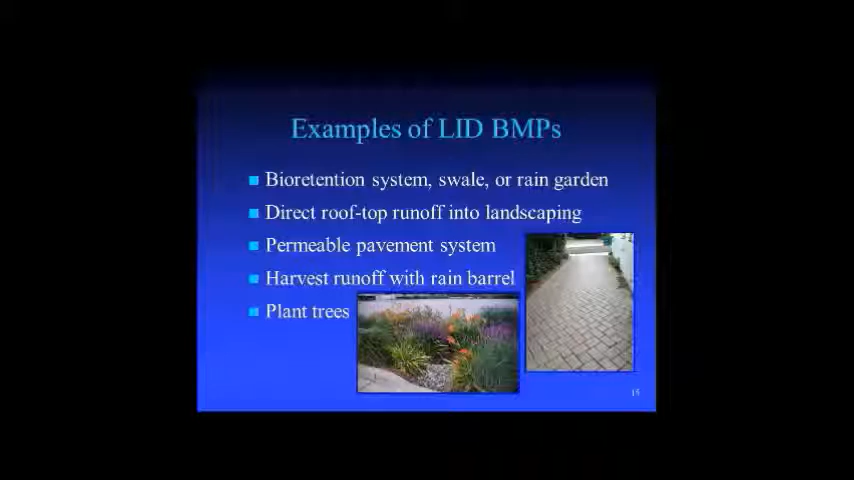 Examples of LID BMPs
Bioretention system, swale, or rain garden
Direct roof-top runoff into landscaping
Permeable pavement system
Harvest runoff with rain barrel
Plant trees
15